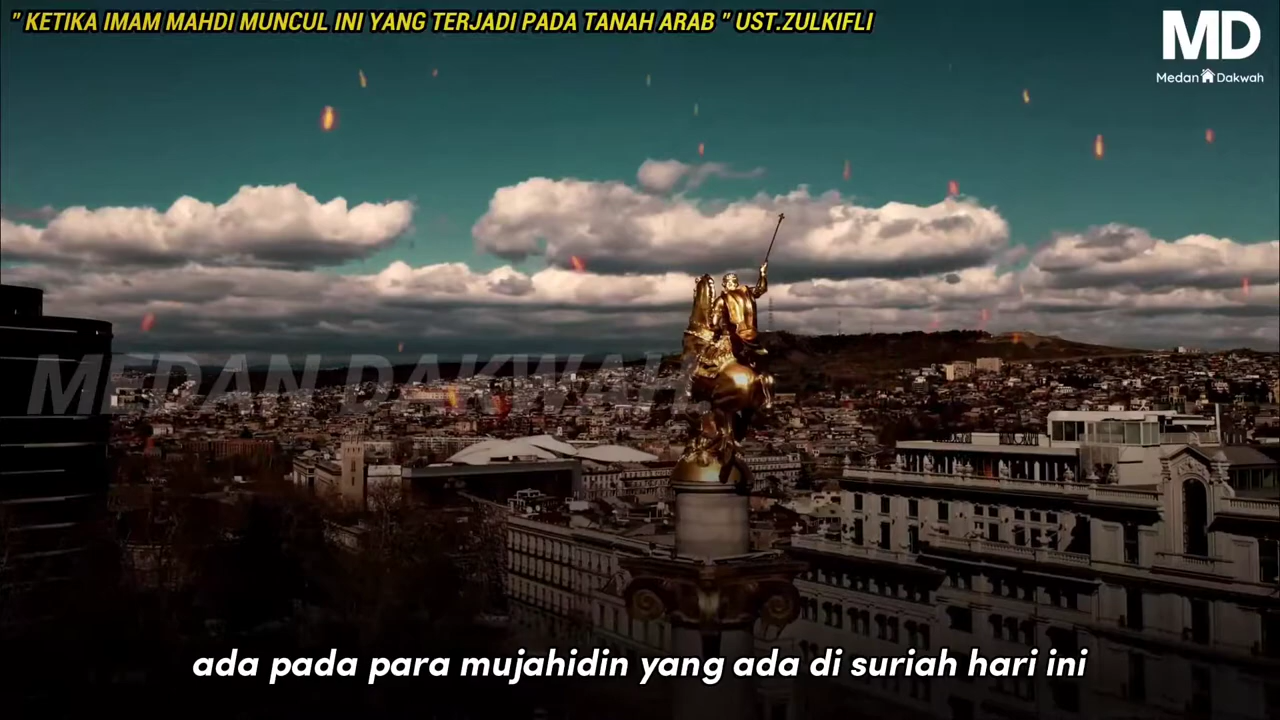 " KETIKA IMAM MAHDI MUNCUL INI YANG TERJADI PADA TANAH ARAB " UST.ZULKIFLI
MD
Medan Dakwah
MEDAN DAKWAH
ada pada para mujahidin yang ada di suriah hari ini